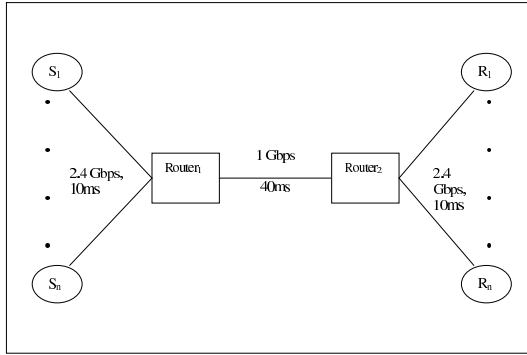 S1
R1
Router1
1 Gbps
40ms
Router2
2.4 Gbps,
10ms
2.4
Gbps,
10ms
Sn
Rn